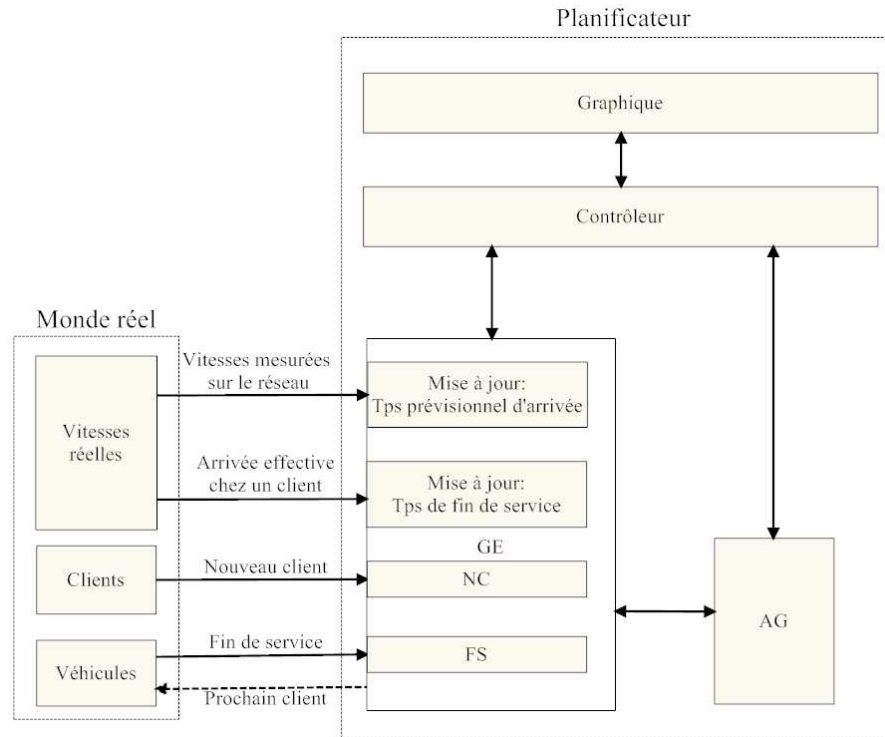 Planificateur
Graphique
Contrôleur
Monde réel
Vitesses
réelles
Vitesses mesurées
sur le réseau
Mise à jour:
Tps prévisionnel d'arrivée
Arrivée effective
chez un client
Mise à jour:
Tps de fin de service
GE
Clients
Nouveau client
NC
AG
Véhicules
Fin de service
FS
Prochain client